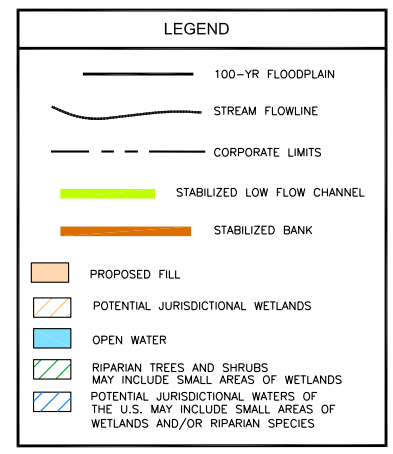 LEGEND
100-YR FLOODPLAIN
STREAM FLOWLINE
CORPORATE LIMITS
STABILIZED LOW FLOW CHANNEL
STABILIZED BANK
PROPOSED FILL
POTENTIAL JURISDICTIONAL WETLANDS
OPEN WATER
RIPARIAN TREES AND SHRUBS
MAY INCLUDE SMALL AREAS OF WETLANDS
POTENTIAL JURISDICTIONAL WATERS OF
THE U.S. MAY INCLUDE SMALL AREAS OF
WETLANDS AND/OR RIPARIAN SPECIES